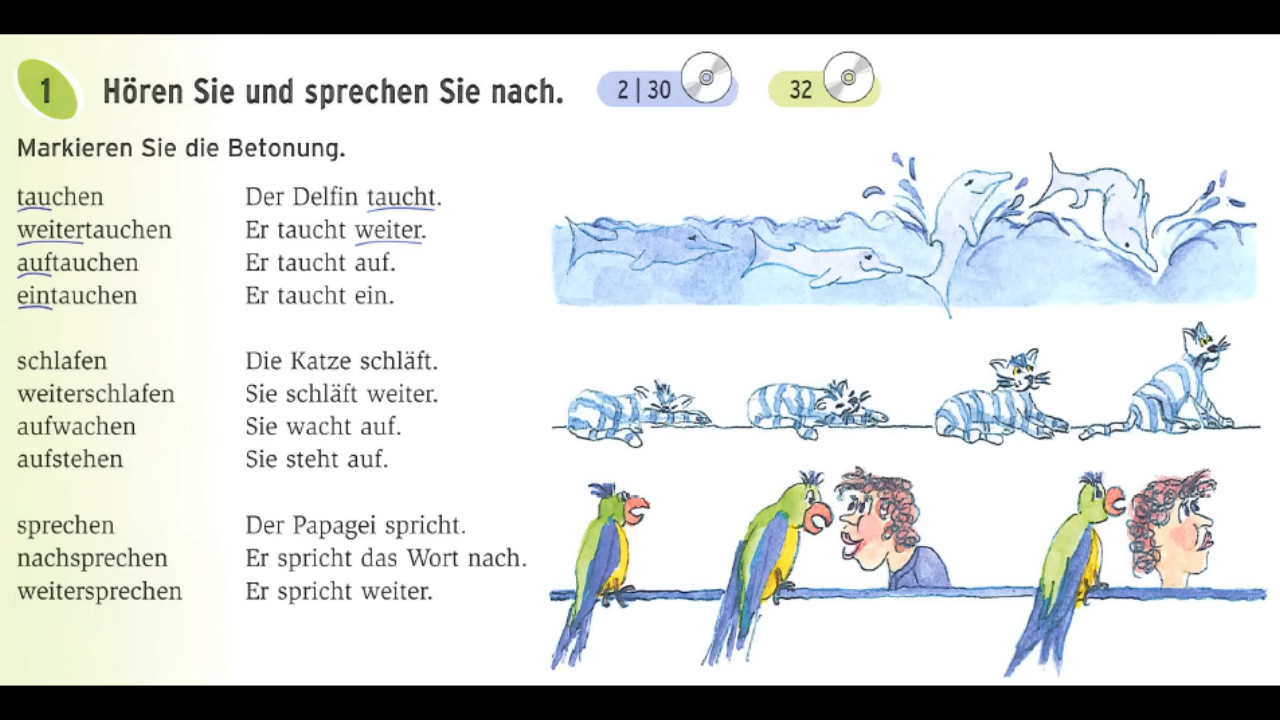 1 Hören Sie und sprechen Sie nach. 2 | 30 32
Markieren Sie die Betonung.
tauchen Der Delfin taucht.
weitertauchen Er taucht weiter.
auftauchen Er taucht auf.
eintauchen Er taucht ein.
schlafen Die Katze schläft.
weiterschlafen Sie schläft weiter.
aufwachen Sie wacht auf.
aufstehen Sie steht auf.
sprechen Der Papagei spricht.
nachsprechen Er spricht das Wort nach.
weitersprechen Er spricht weiter.